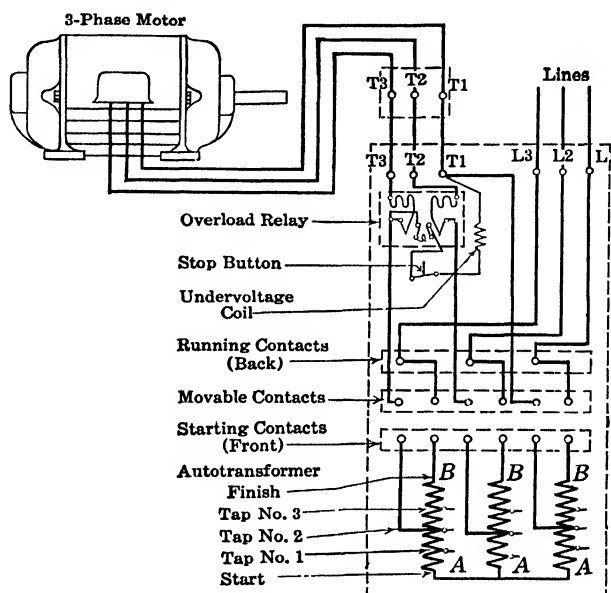 3-Phase Motor
T3 T2 T1
Lines
T3 T2 T1 L3 L2 L
Overload Relay
Stop Button
Undervoltage
Coil
Running Contacts
(Back)
Movable Contacts
Starting Contacts
(Front)
Autotransformer
Finish
Tap No. 3
Tap No. 2
Tap No. 1
Start
B B B
A A A